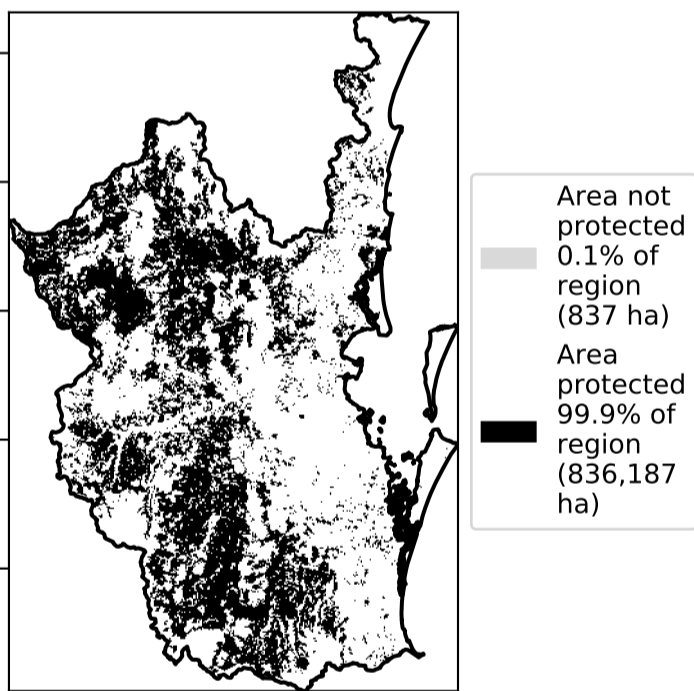 Area not
protected
0.1% of
region
(837 ha)
Area
protected
99.9% of
region
(836,187
ha)